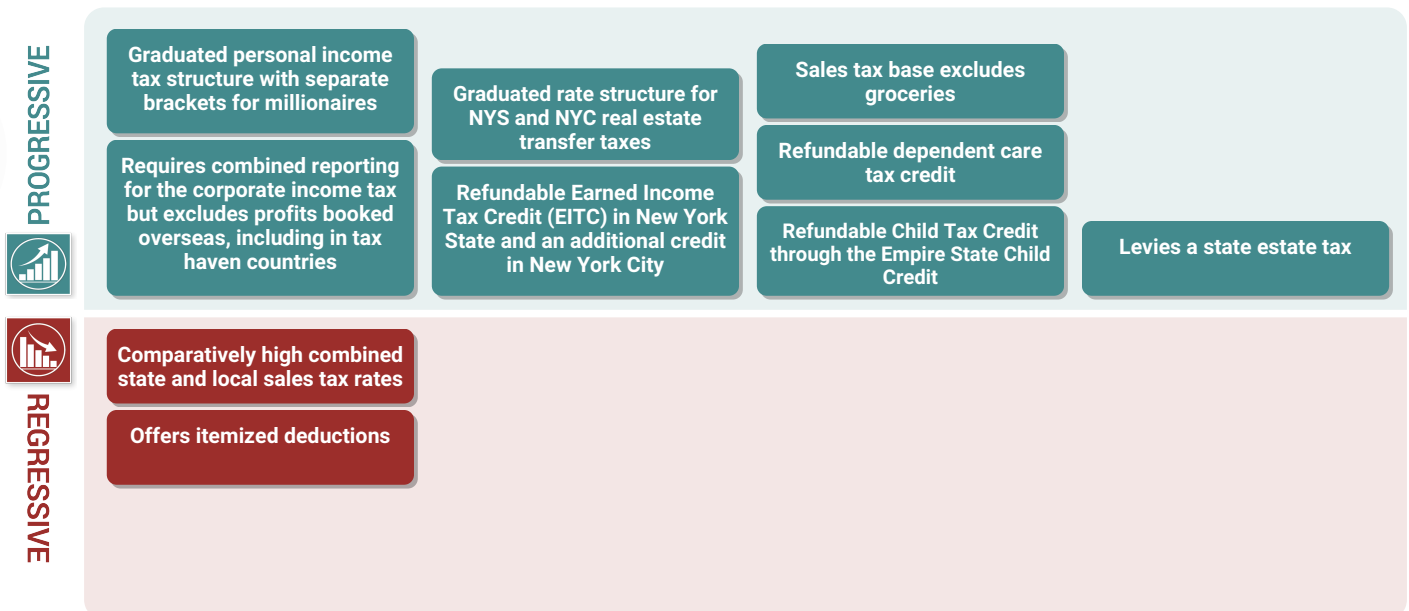 PROGRESSIVE
Graduated personal income
tax structure with separate
brackets for millionaires
Requires combined reporting
for the corporate income tax
but excludes profits booked
overseas, including in tax
haven countries
Graduated rate structure for
NYS and NYC real estate
transfer taxes
Refundable Earned Income
Tax Credit (EITC) in New York
State and an additional credit
in New York City
Sales tax base excludes
groceries
Refundable dependent care
tax credit
Refundable Child Tax Credit
through the Empire State Child
Credit
Levies a state estate tax
REGRESSIVE
Comparatively high combined
state and local sales tax rates
Offers itemized deductions